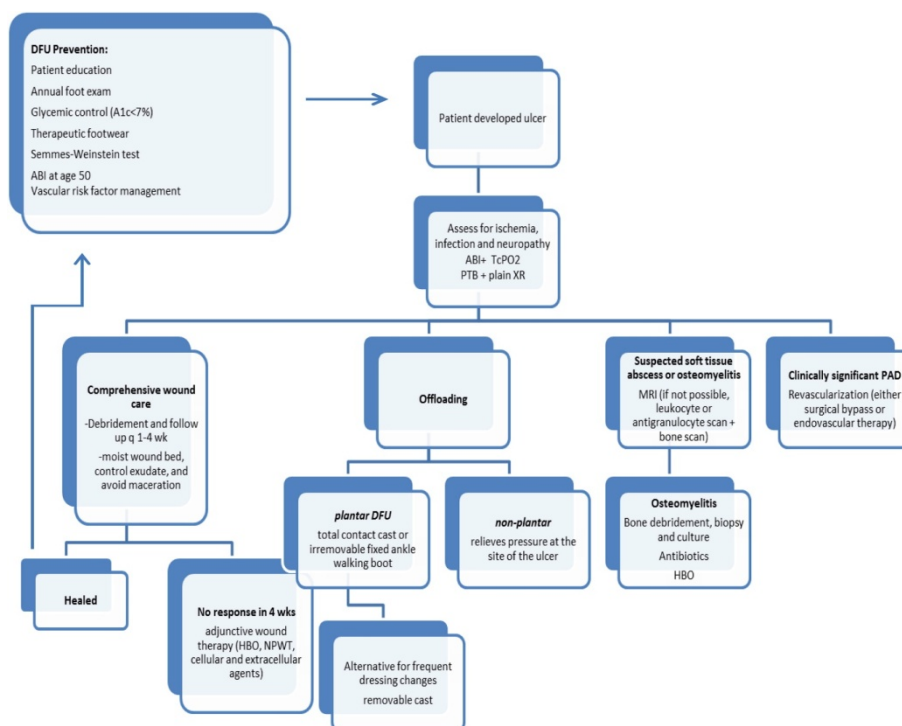 DFU Prevention:
Patient education
Annual foot exam
Glycemic control (A1c<7%)
Therapeutic footwear
Semmes-Weinstein test
ABI at age 50
Vascular risk factor management
Patient developed ulcer
Assess for ischemia,
infection and neuropathy
ABI+ TcPO2
PTB + plain XR
Comprehensive wound
care
-Debridement and follow
up q 1-4 wk
-moist wound bed,
control exudate, and
avoid maceration
Offloading
Suspected soft tissue
abscess or osteomyelitis
MRI (if not possible,
leukocyte or
antigranulocyte scan +
bone scan)
Clinically significant PAD
Revascularization (either
surgical bypass or
endovascular therapy)
Healed
No response in 4 wks
adjunctive wound
therapy (HBO, NPWT,
cellular and extracellular
agents)
plantar DFU
total contact cast or
irremovable fixed ankle
walking boot
non-plantar
relieves pressure at the
site of the ulcer
Osteomyelitis
Bone debridement, biopsy
and culture
Antibiotics
HBO
Alternative for frequent
dressing changes
removable cast